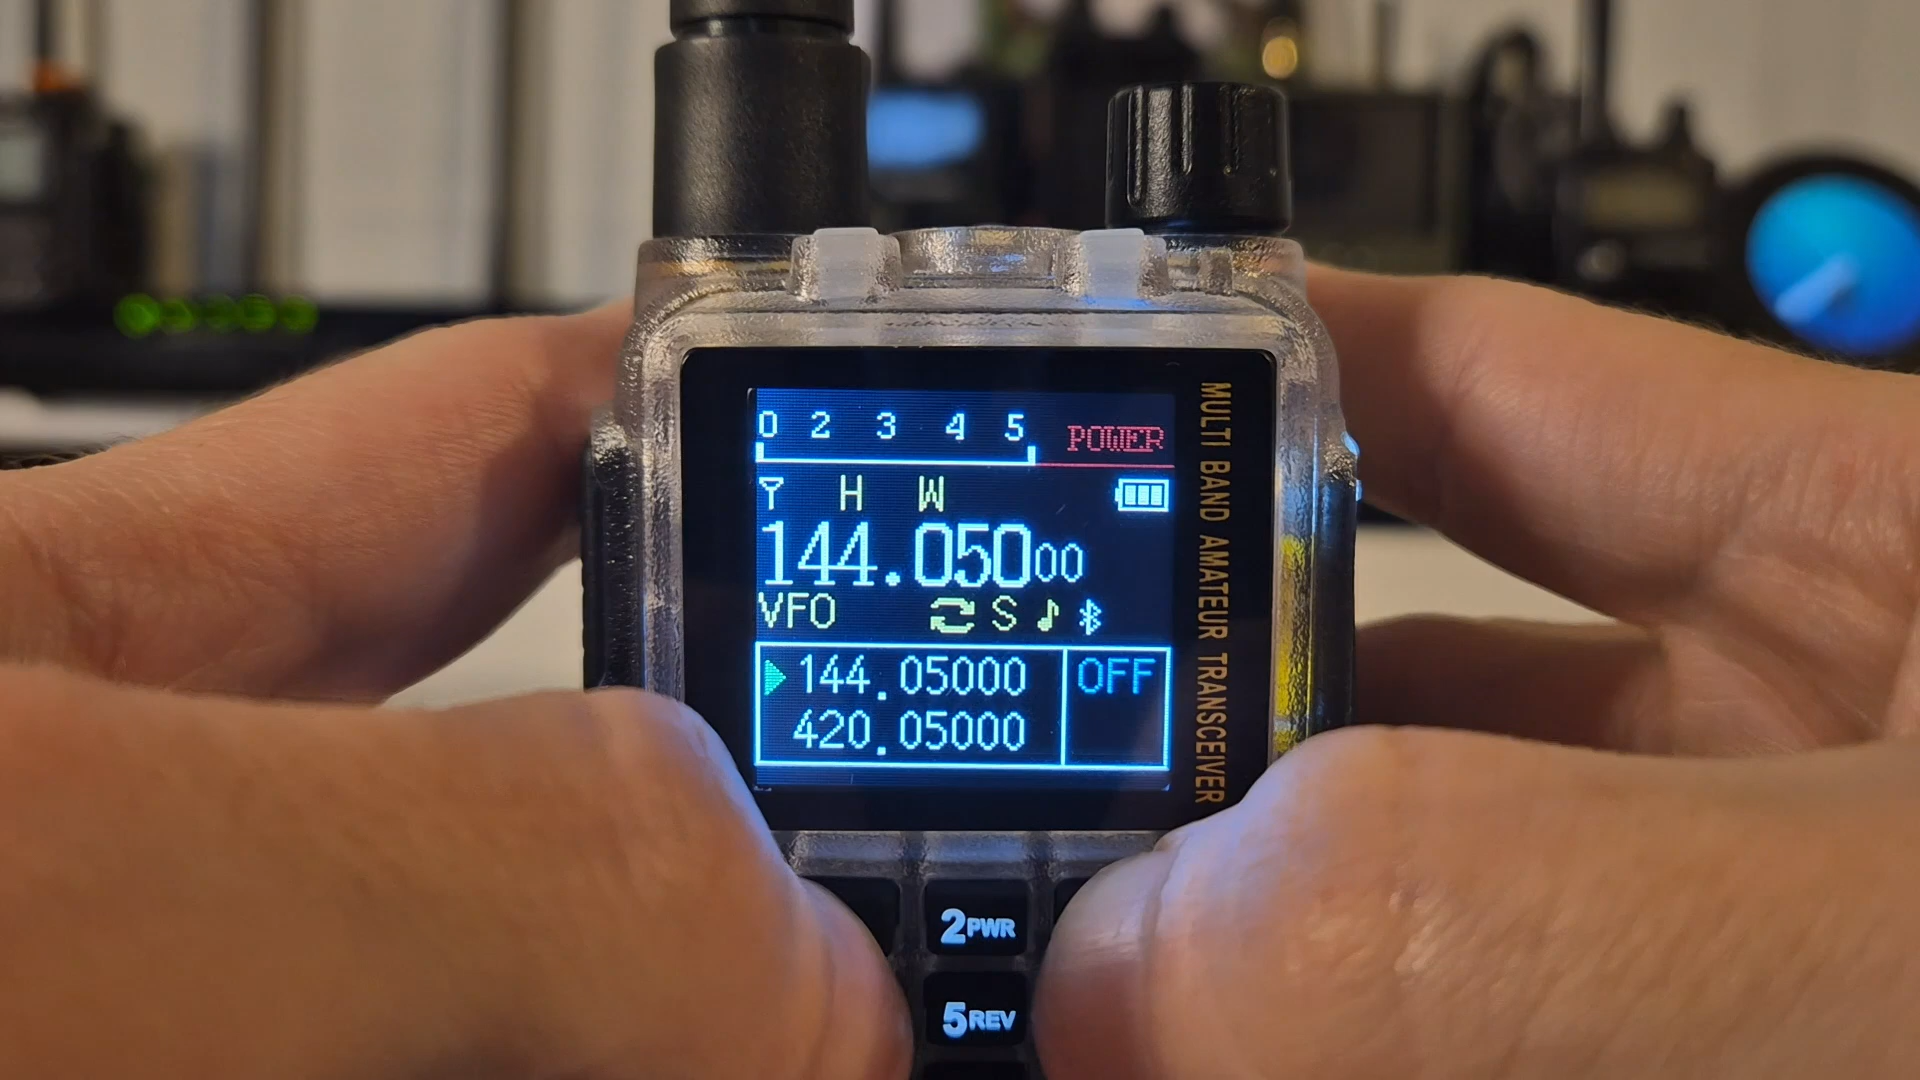 0 2 3 4 5
POWER
H W
144.05000
VFO S
144.05000 OFF
420.05000
MULTI BAND AMATEUR TRANSCEIVER
2PWR
5REV